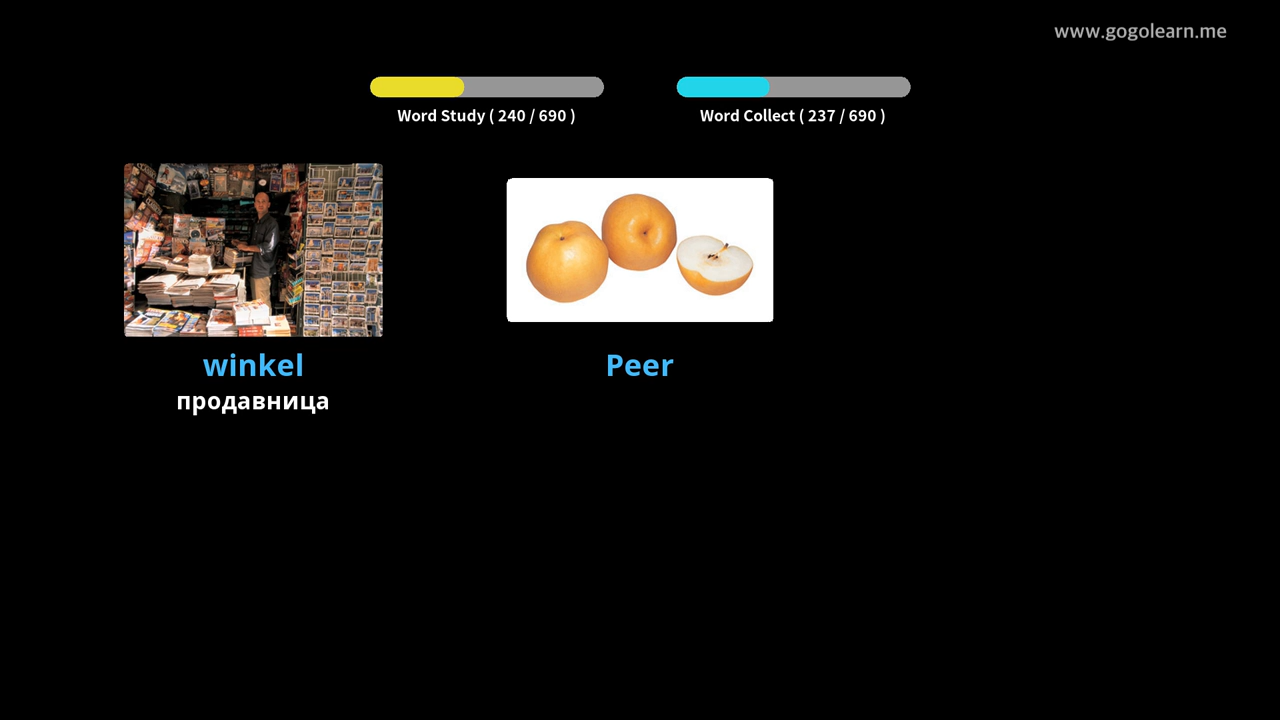 www.gogolearn.me
Word Study ( 240 / 690 )
Word Collect ( 237 / 690 )
winkel
продавница
Peer